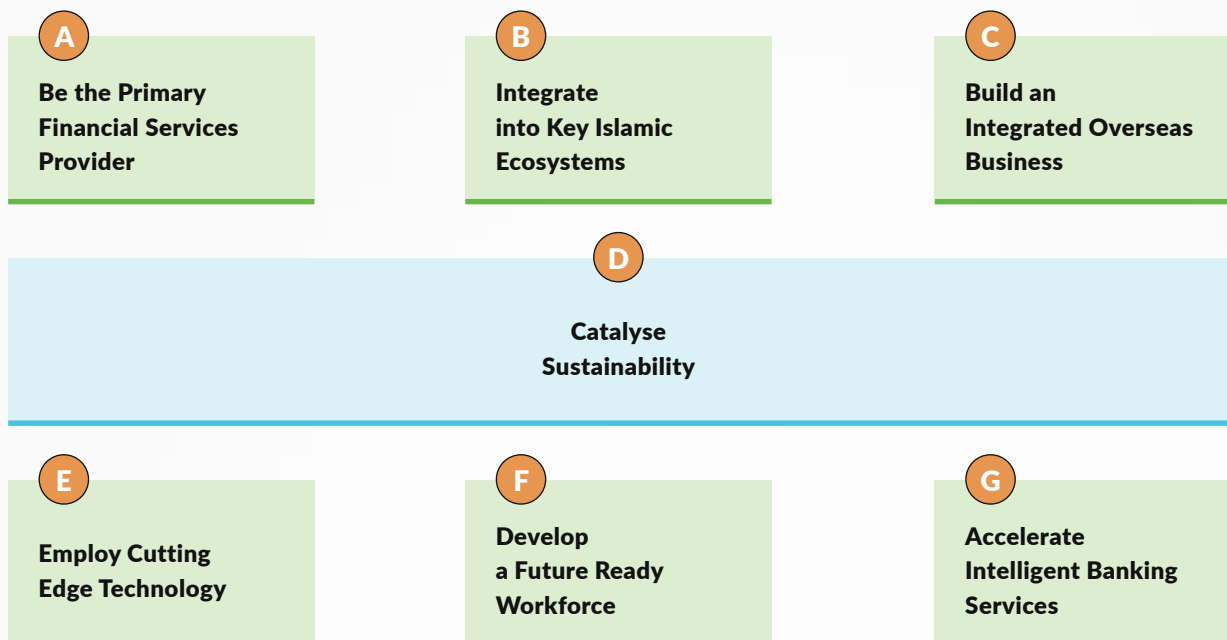 A
Be the Primary
Financial Services
Provider
B
Integrate
into Key Islamic
Ecosystems
C
Build an
Integrated Overseas
Business
D
Catalyse
Sustainability
E
Employ Cutting
Edge Technology
F
Develop
a Future Ready
Workforce
G
Accelerate
Intelligent Banking
Services